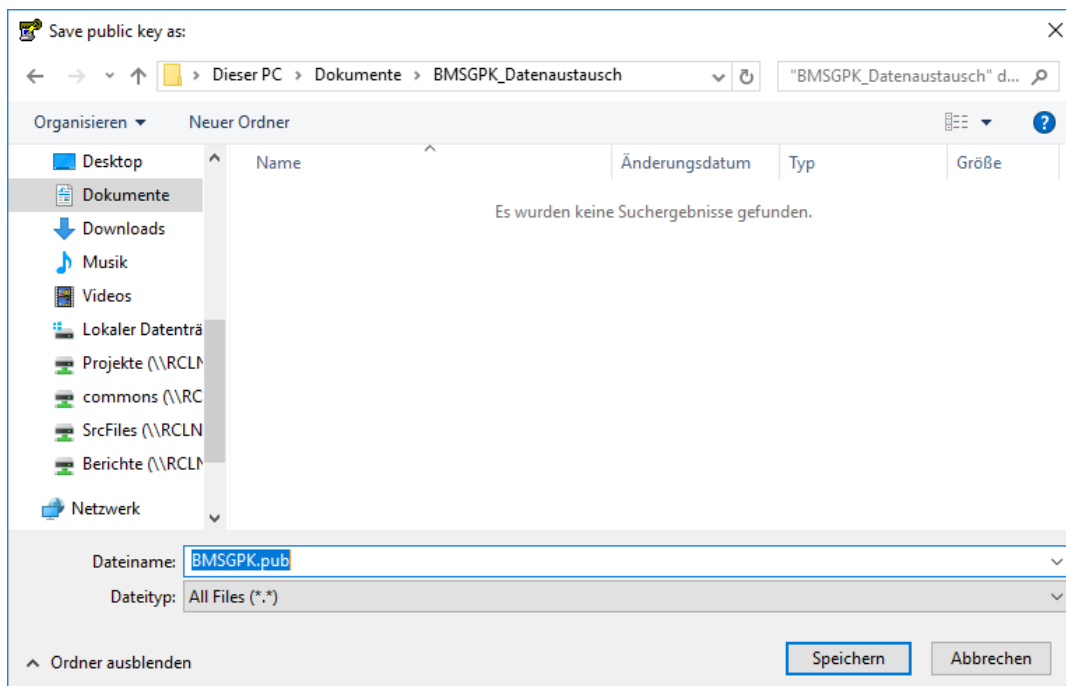 Save public key as:
Dieser PC > Dokumente > BMSGPK_Datenaustausch
"BMSGPK_Datenaustausch" d...
Organisieren
Neuer Ordner
Name
Änderungsdatum
Typ
Größe
Es wurden keine Suchergebnisse gefunden.
Desktop
Dokumente
Downloads
Musik
Videos
Lokaler Datenträ
Projekte (\\RCLN
commons (\\RC
SrcFiles (\\RCLN
Berichte (\\RCLN
Netzwerk
Dateiname: BMSGPK.pub
Dateityp: All Files (*.*)
Ordner ausblenden
Speichern
Abbrechen